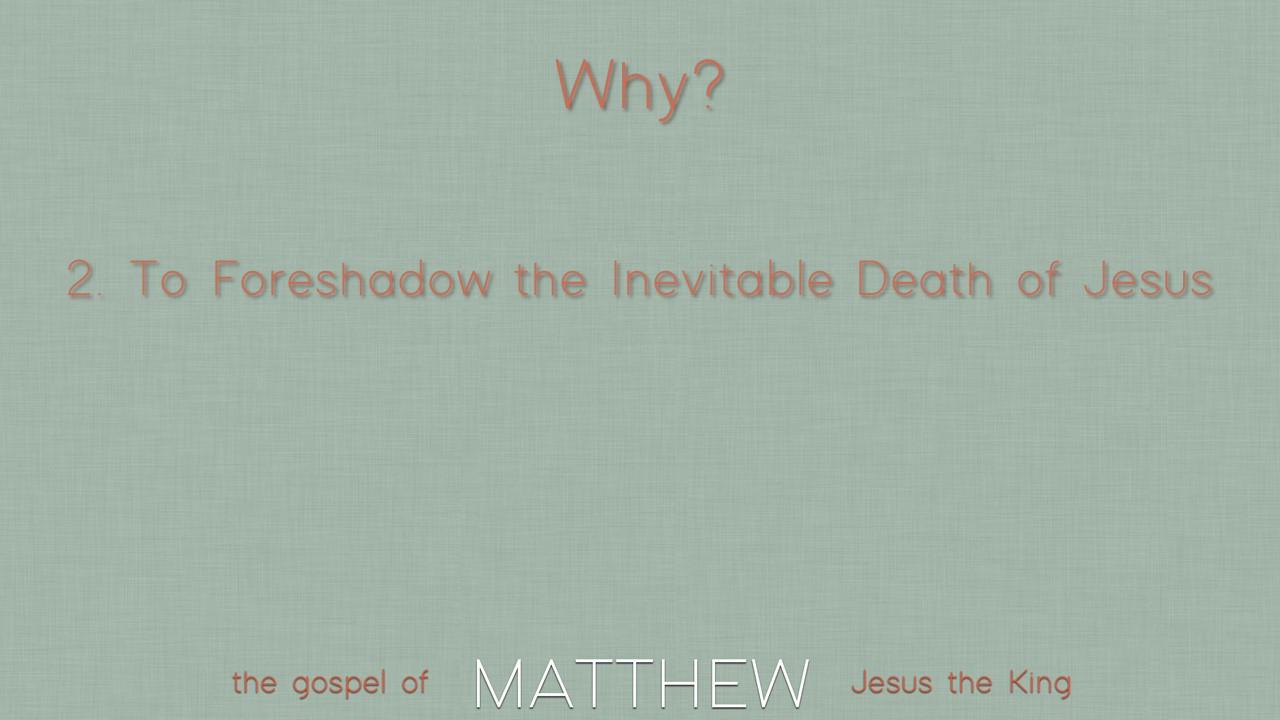 Why?
2. To Foreshadow the Inevitable Death of Jesus
the gospel of MATTHEW Jesus the King